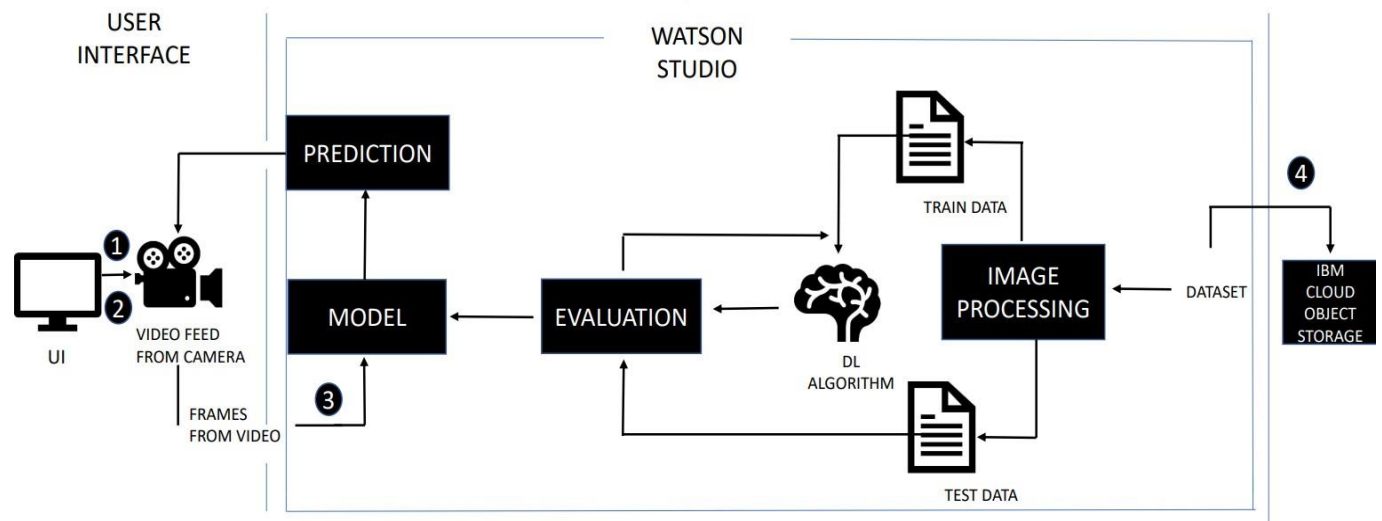 USER
INTERFACE
WATSON
STUDIO
PREDICTION
TRAIN DATA
4
1
2
UI
VIDEO FEED
FROM CAMERA
MODEL
EVALUATION
DL
ALGORITHM
IMAGE
PROCESSING
DATASET
IBM
CLOUD
OBJECT
STORAGE
3
FRAMES
FROM VIDEO
TEST DATA